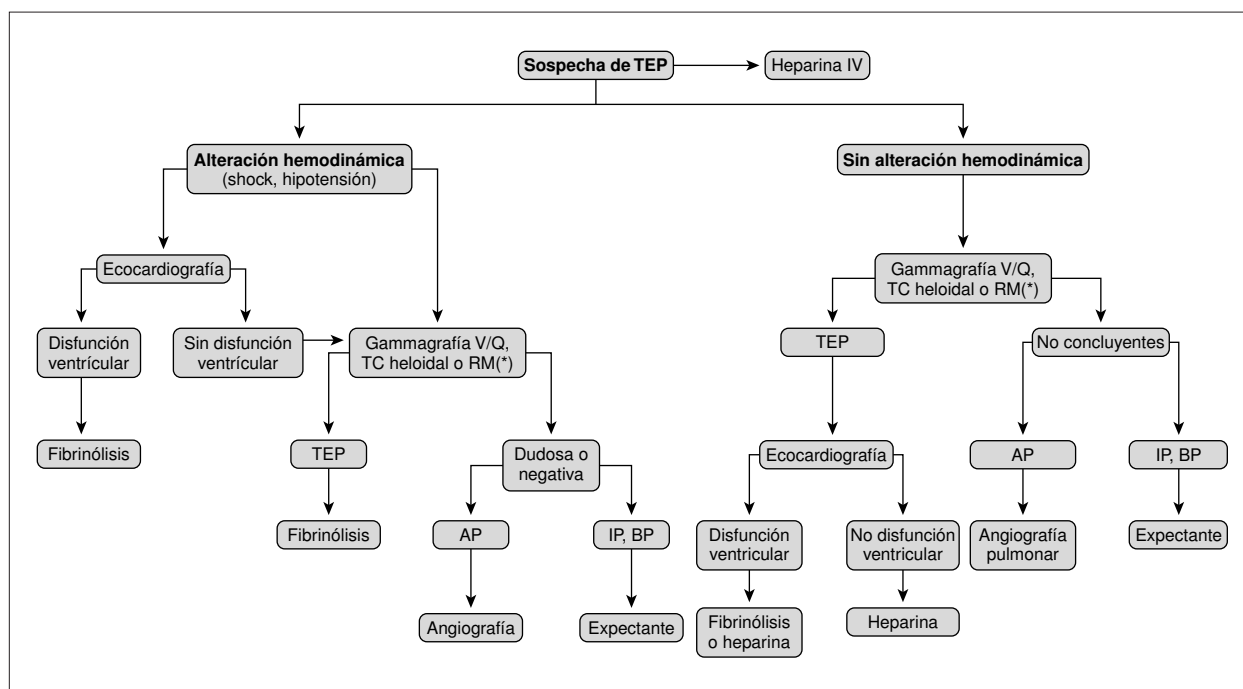 Sospecha de TEP
Heparina IV
Alteración hemodinámica
(shock, hipotensión)
Sin alteración hemodinámica
Ecocardiografía
Gammagrafía V/Q,
TC heloidal o RM(*)
Disfunción
ventrícular
Sin disfunción
ventrícular
Gammagrafía V/Q,
TC heloidal o RM(*)
TEP
No concluyentes
Fibrinólisis
TEP
Dudosa o
negativa
Ecocardiografía
AP
IP, BP
Fibrinólisis
AP
IP, BP
Disfunción
ventricular
No disfunción
ventricular
Angiografía
pulmonar
Expectante
Angiografía
Expectante
Fibrinólisis
o heparina
Heparina